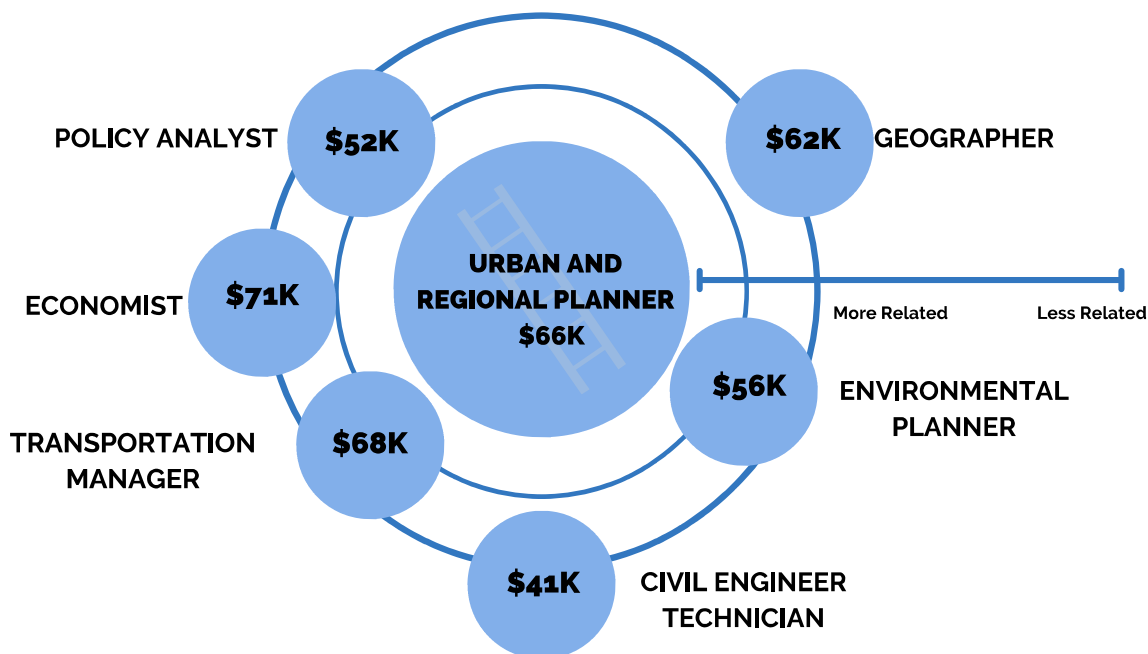 POLICY ANALYST
$52K
$62K
GEOGRAPHER
URBAN AND
REGIONAL PLANNER
$66K
ECONOMIST
$71K
More Related
Less Related
$56K
ENVIRONMENTAL
PLANNER
TRANSPORTATION
MANAGER
$68K
$41K
CIVIL ENGINEER
TECHNICIAN